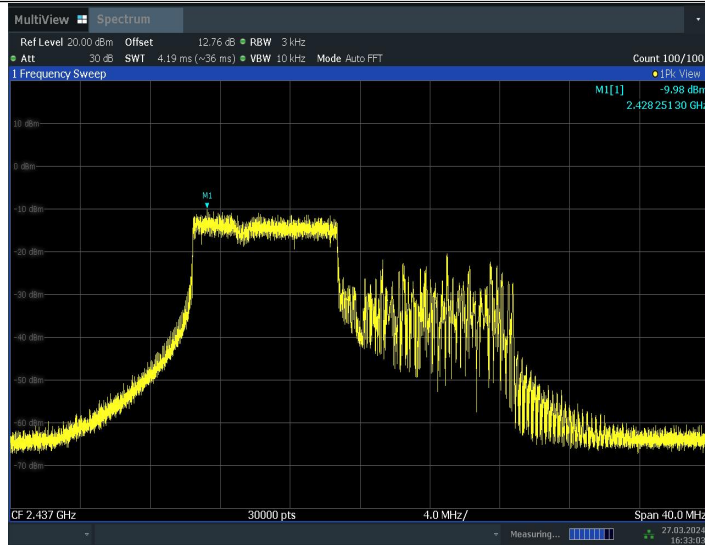 MultiView Spectrum
Ref Level 20.00 dBm Offset 12.76 dB RBW 3 kHz
Att 30 dB SWT 4.19 ms (~36 ms) VBW 10 kHz Mode Auto FFT Count 100/100
1 Frequency Sweep 1Pk View
M1[1] -9.98 dBm
2.428 251 30 GHz
10 dBm
0 dBm
M1
-10 dBm
-20 dBm
-30 dBm
-40 dBm
-50 dBm
-60 dBm
-70 dBm
CF 2.437 GHz 30000 pts 4.0 MHz/ Span 40.0 MHz
Measuring... 27.03.2024
16:33:03